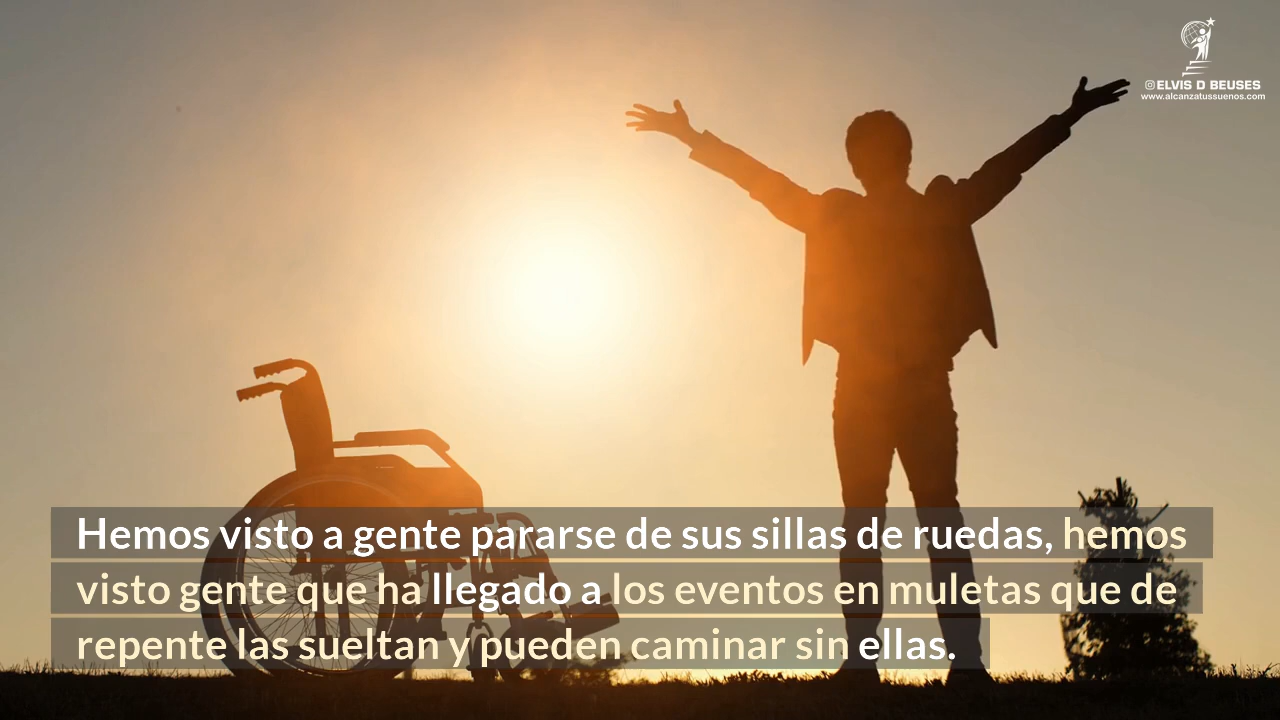 ELVIS D BEUSES
www.alcanzatussuenos.com
Hemos visto a gente pararse de sus sillas de ruedas, hemos
visto gente que ha llegado a los eventos en muletas que de
repente las sueltan y pueden caminar sin ellas.